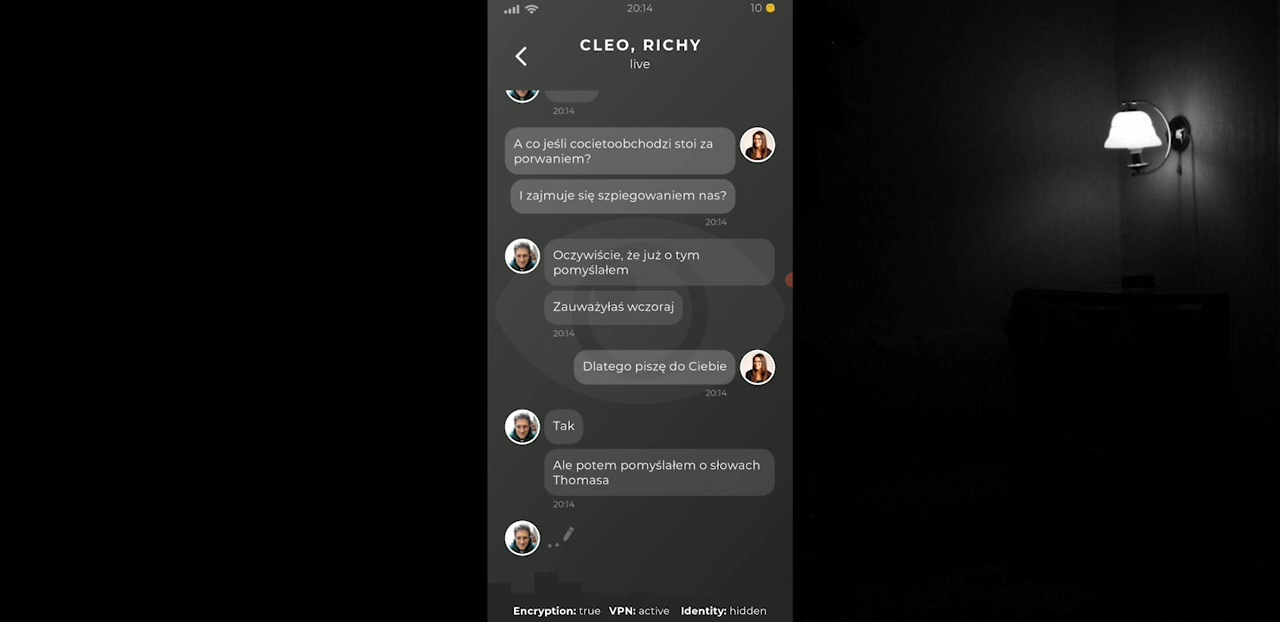 20:14
10
CLEO, RICHY
live
20:14
A co jeśli cocietoobchodzi stoi za
porwaniem?
I zajmuje się szpiegowaniem nas?
20:14
Oczywiście, że już o tym
pomyślałem
Zauważyłaś wczoraj
20:14
Dlatego piszę do Ciebie
20:14
Tak
Ale potem pomyślałem o słowach
Thomasa
20:14
Encryption: true VPN: active Identity: hidden